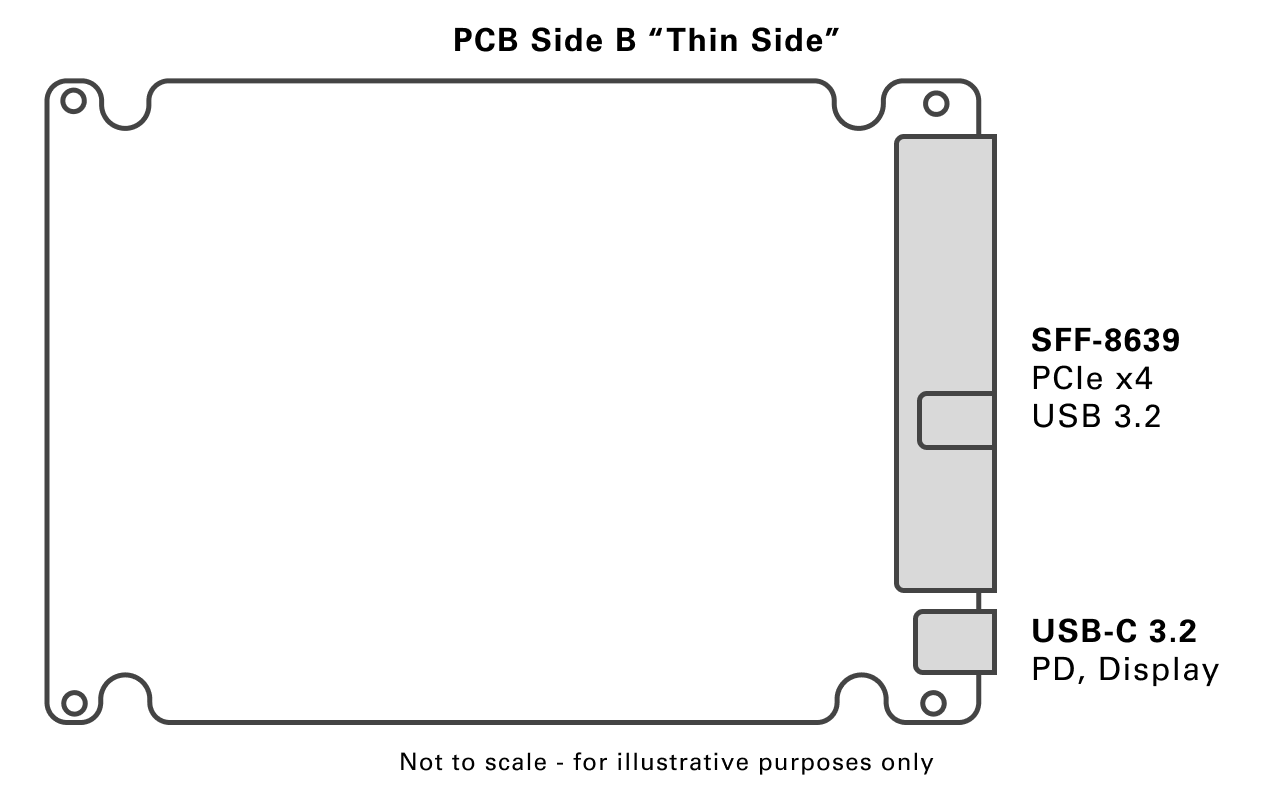 PCB Side B “Thin Side”
SFF-8639
PCIe x4
USB 3.2
USB-C 3.2
PD, Display
Not to scale - for illustrative purposes only